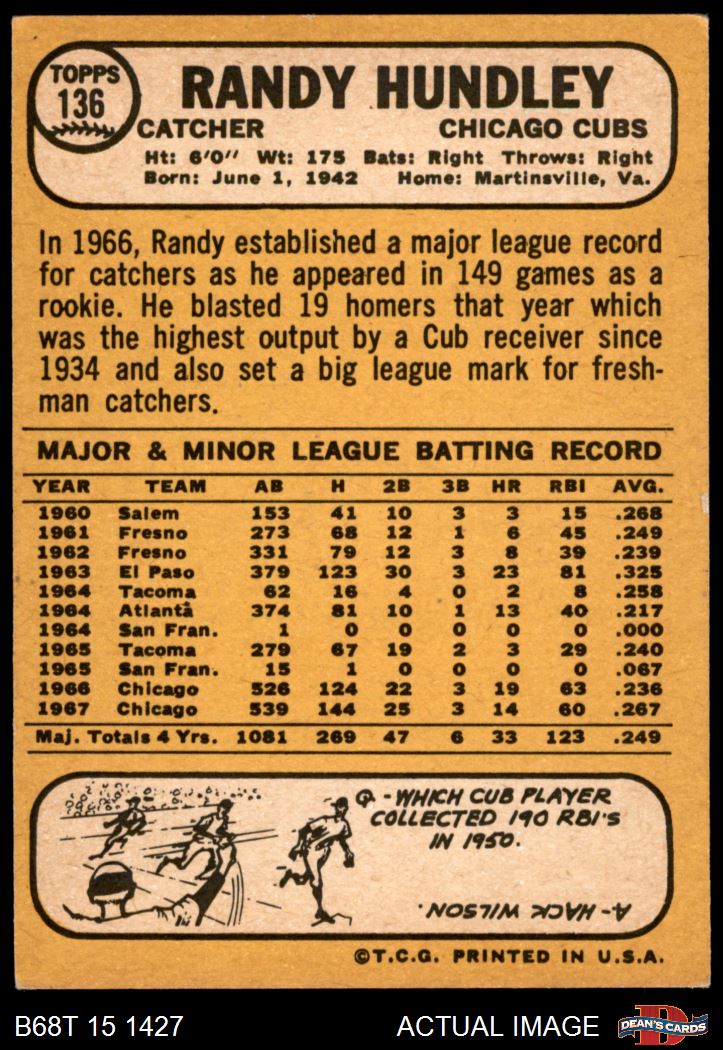 TOPPS
136
RANDY HUNDLEY
CATCHER CHICAGO CUBS
Ht: 6'0" Wt: 175 Bats: Right Throws: Right
Born: June 1, 1942 Home: Martinsville, Va.
In 1966, Randy established a major league record
for catchers as he appeared in 149 games as a
rookie. He blasted 19 homers that year which
was the highest output by a Cub receiver since
1934 and also set a big league mark for fresh-
man catchers.
MAJOR & MINOR LEAGUE BATTING RECORD
YEAR TEAM AB H 2B 3B HR RBI AVG.
1960 Salem 153 41 10 3 3 15 .268
1961 Fresno 273 68 12 1 6 45 .249
1962 Fresno 331 79 12 3 8 39 .239
1963 El Paso 379 123 30 3 23 81 .325
1964 Tacoma 62 16 4 0 2 8 .258
1964 Atlanta 374 81 10 1 13 40 .217
1964 San Fran. 1 0 0 0 0 0 .000
1965 Tacoma 279 67 19 2 3 29 .240
1965 San Fran. 15 1 0 0 0 0 .067
1966 Chicago 526 124 22 3 19 63 .236
1967 Chicago 539 144 25 3 14 60 .267
Maj. Totals 4 Yrs. 1081 269 47 6 33 123 .249
Q - WHICH CUB PLAYER
COLLECTED 190 RBI'S
IN 1950.
A - HACK WILSON.
©T.C.G. PRINTED IN U.S.A.
B68T 15 1427 ACTUAL IMAGE
D
DEAN'S CARDS